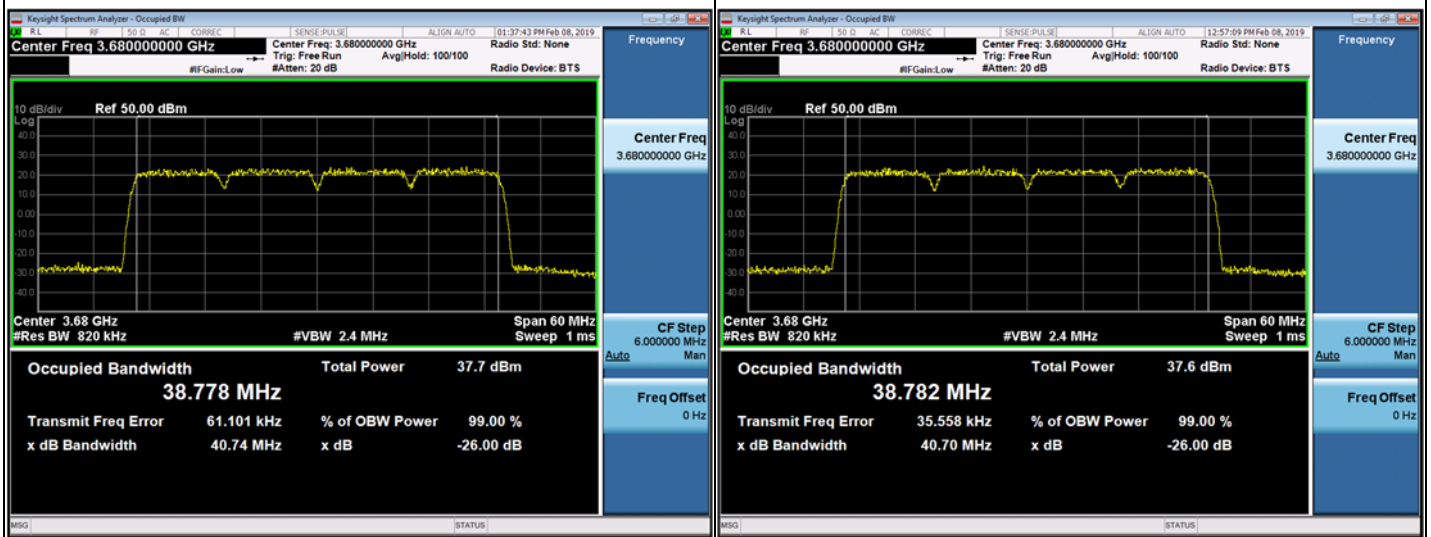 Keysight Spectrum Analyzer - Occupied BW
RL RF 50 Ω AC CORREC SENSE:PULSE ALIGN AUTO 01:37:43 PM Feb 08, 2019
Center Freq 3.680000000 GHz
Center Freq: 3.680000000 GHz Radio Std: None
Trig: Free Run Avg|Hold: 100/100
#IFGain:Low #Atten: 20 dB Radio Device: BTS
10 dB/div Ref 50.00 dBm
Log
40.0
30.0
20.0
10.0
0.00
-10.0
-20.0
-30.0
-40.0
Center 3.68 GHz Span 60 MHz
#Res BW 820 kHz #VBW 2.4 MHz Sweep 1 ms
Occupied Bandwidth Total Power 37.7 dBm
38.778 MHz
Transmit Freq Error 61.101 kHz % of OBW Power 99.00 %
x dB Bandwidth 40.74 MHz x dB -26.00 dB
MSG STATUS
Frequency
Center Freq
3.680000000 GHz
CF Step
6.000000 MHz
Auto Man
Freq Offset
0 Hz
Keysight Spectrum Analyzer - Occupied BW
RL RF 50 Ω AC CORREC SENSE:PULSE ALIGN AUTO 12:57:09 PM Feb 08, 2019
Center Freq 3.680000000 GHz
Center Freq: 3.680000000 GHz Radio Std: None
Trig: Free Run Avg|Hold: 100/100
#IFGain:Low #Atten: 20 dB Radio Device: BTS
10 dB/div Ref 50.00 dBm
Log
40.0
30.0
20.0
10.0
0.00
-10.0
-20.0
-30.0
-40.0
Center 3.68 GHz Span 60 MHz
#Res BW 820 kHz #VBW 2.4 MHz Sweep 1 ms
Occupied Bandwidth Total Power 37.6 dBm
38.782 MHz
Transmit Freq Error 35.558 kHz % of OBW Power 99.00 %
x dB Bandwidth 40.70 MHz x dB -26.00 dB
MSG STATUS
Frequency
Center Freq
3.680000000 GHz
CF Step
6.000000 MHz
Auto Man
Freq Offset
0 Hz